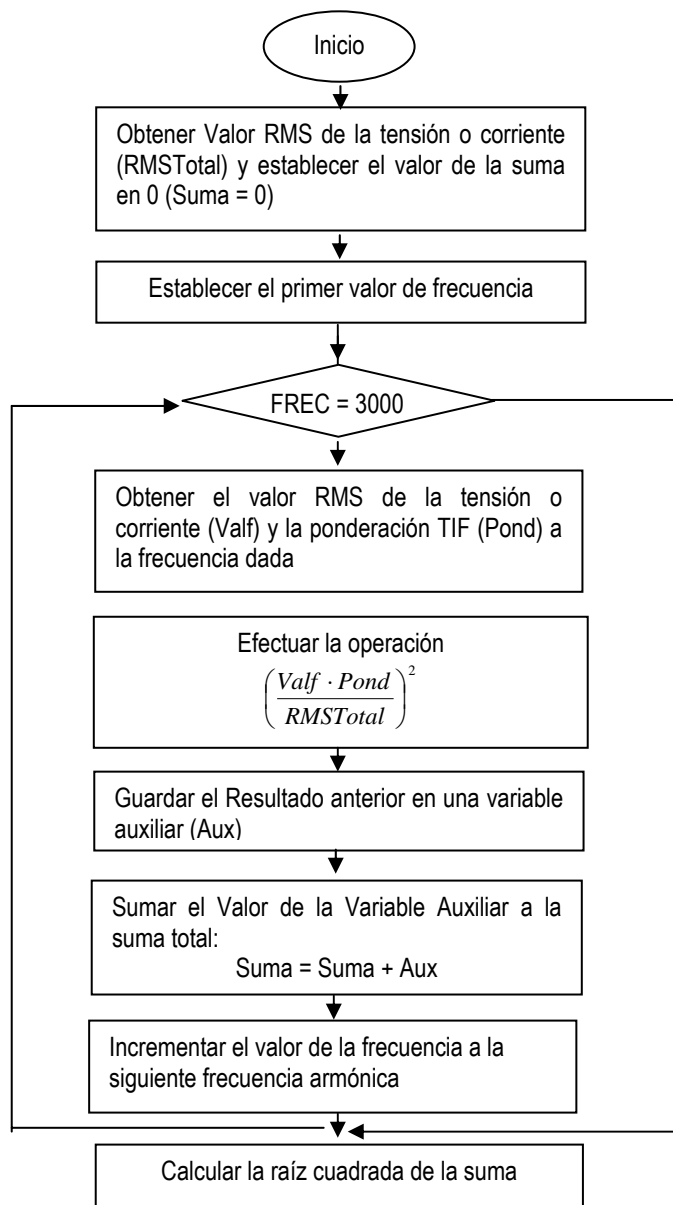 Inicio
Obtener Valor RMS de la tensión o corriente
(RMSTotal) y establecer el valor de la suma
en 0 (Suma = 0)
Establecer el primer valor de frecuencia
FREC = 3000
Obtener el valor RMS de la tensión o
corriente (Valf) y la ponderación TIF (Pond) a
la frecuencia dada
Efectuar la operación
(Valf · Pond / RMSTotal)²
Guardar el Resultado anterior en una variable
auxiliar (Aux)
Sumar el Valor de la Variable Auxiliar a la
suma total:
Suma = Suma + Aux
Incrementar el valor de la frecuencia a la
siguiente frecuencia armónica
Calcular la raíz cuadrada de la suma